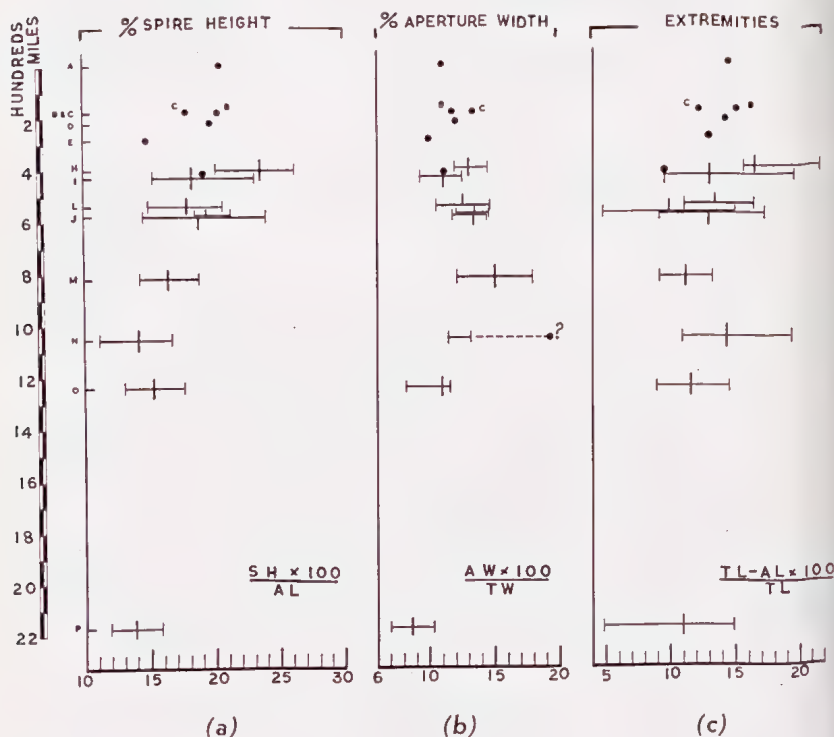 % SPIRE HEIGHT
% APERTURE WIDTH
EXTREMITIES
HUNDREDS
MILES
2
2
4
6
8
10
12
14
16
18
20
22
A
B & C
D
E
H
I
L
J
M
N
O
P
C
B
B
C
C
B
?
SH × 100
AL
AW × 100
TW
TL-AL × 100
TL
10 15 20 25 30
6 10 15 20
5 10 15 20
(a) (b) (c)